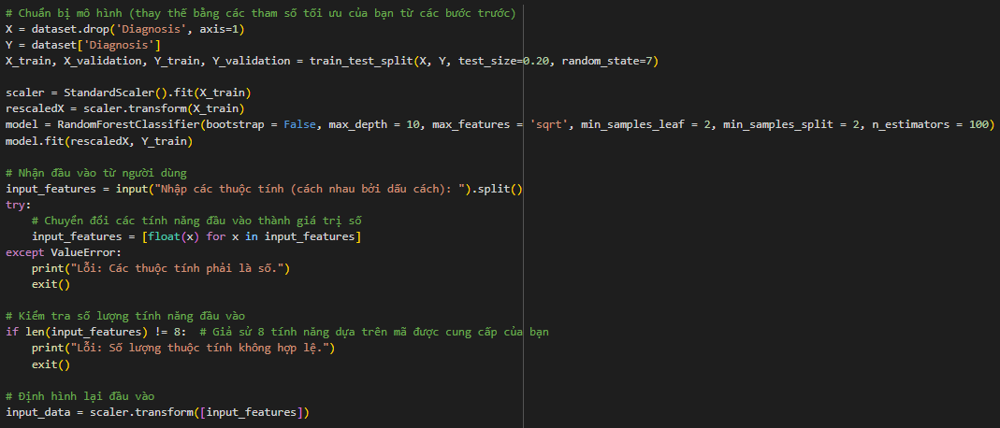 # Chuẩn bị mô hình (thay thế bằng các tham số tối ưu của bạn từ các bước trước)
X = dataset.drop('Diagnosis', axis=1)
Y = dataset['Diagnosis']
X_train, X_validation, Y_train, Y_validation = train_test_split(X, Y, test_size=0.20, random_state=7)
scaler = StandardScaler().fit(X_train)
rescaledX = scaler.transform(X_train)
model = RandomForestClassifier(bootstrap = False, max_depth = 10, max_features = 'sqrt', min_samples_leaf = 2, min_samples_split = 2, n_estimators = 100)
model.fit(rescaledX, Y_train)
# Nhận đầu vào từ người dùng
input_features = input("Nhập các thuộc tính (cách nhau bởi dấu cách): ").split()
try:
    # Chuyển đổi các tính năng đầu vào thành giá trị số
    input_features = [float(x) for x in input_features]
except ValueError:
    print("Lỗi: Các thuộc tính phải là số.")
    exit()
# Kiểm tra số lượng tính năng đầu vào
if len(input_features) != 8:  # Giả sử 8 tính năng dựa trên mã được cung cấp của bạn
    print("Lỗi: Số lượng thuộc tính không hợp lệ.")
    exit()
# Định hình lại đầu vào
input_data = scaler.transform([input_features])